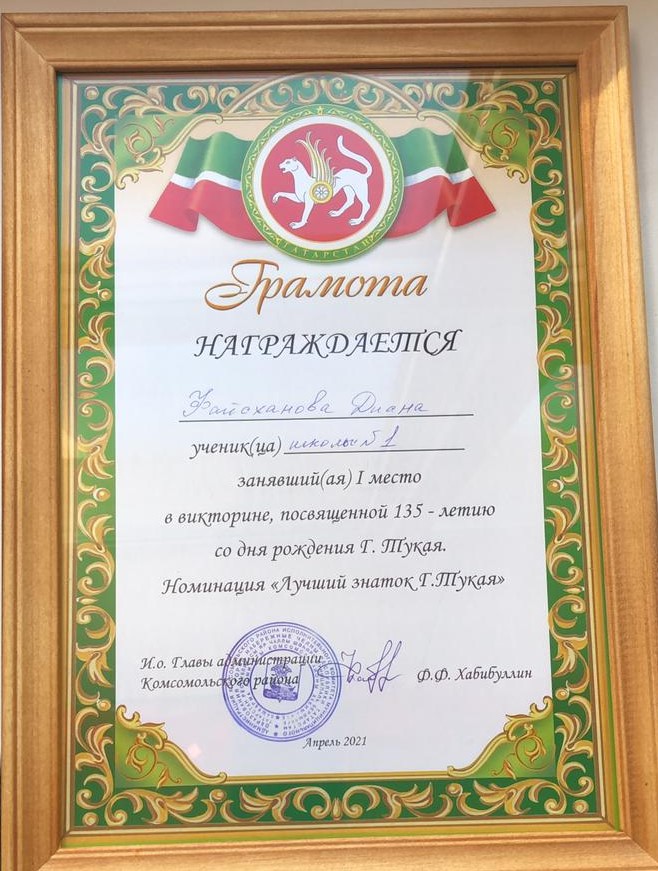 ТАТАРСТАН
Грамота
НАГРАЖДАЕТСЯ
Файсханова Диана
ученик(ца) школы №1
занявший(ая) I место
в викторине, посвященной 135 - летию
со дня рождения Г. Тукая.
Номинация «Лучший знаток Г.Тукая»
И.о. Главы администрации
Комсомольского района
Ф.Ф. Хабибуллин
Апрель 2021